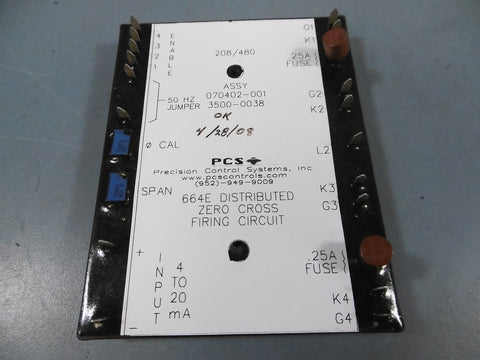 G1
K1
4 3 2 1
ENABLE
208/480
.25A
FUSE
ASSY
070402-001
G2
50 HZ
JUMPER 3500-0038
K2
OK
4/28/08
Ø CAL
L2
PCS
Precision Control Systems, Inc.
www.pcscontrols.com
(952)-949-9009
SPAN
K3
664E DISTRIBUTED
G3
ZERO CROSS
FIRING CIRCUIT
+
INPUT
4
TO
20
mA
-
.25A
FUSE
K4
G4